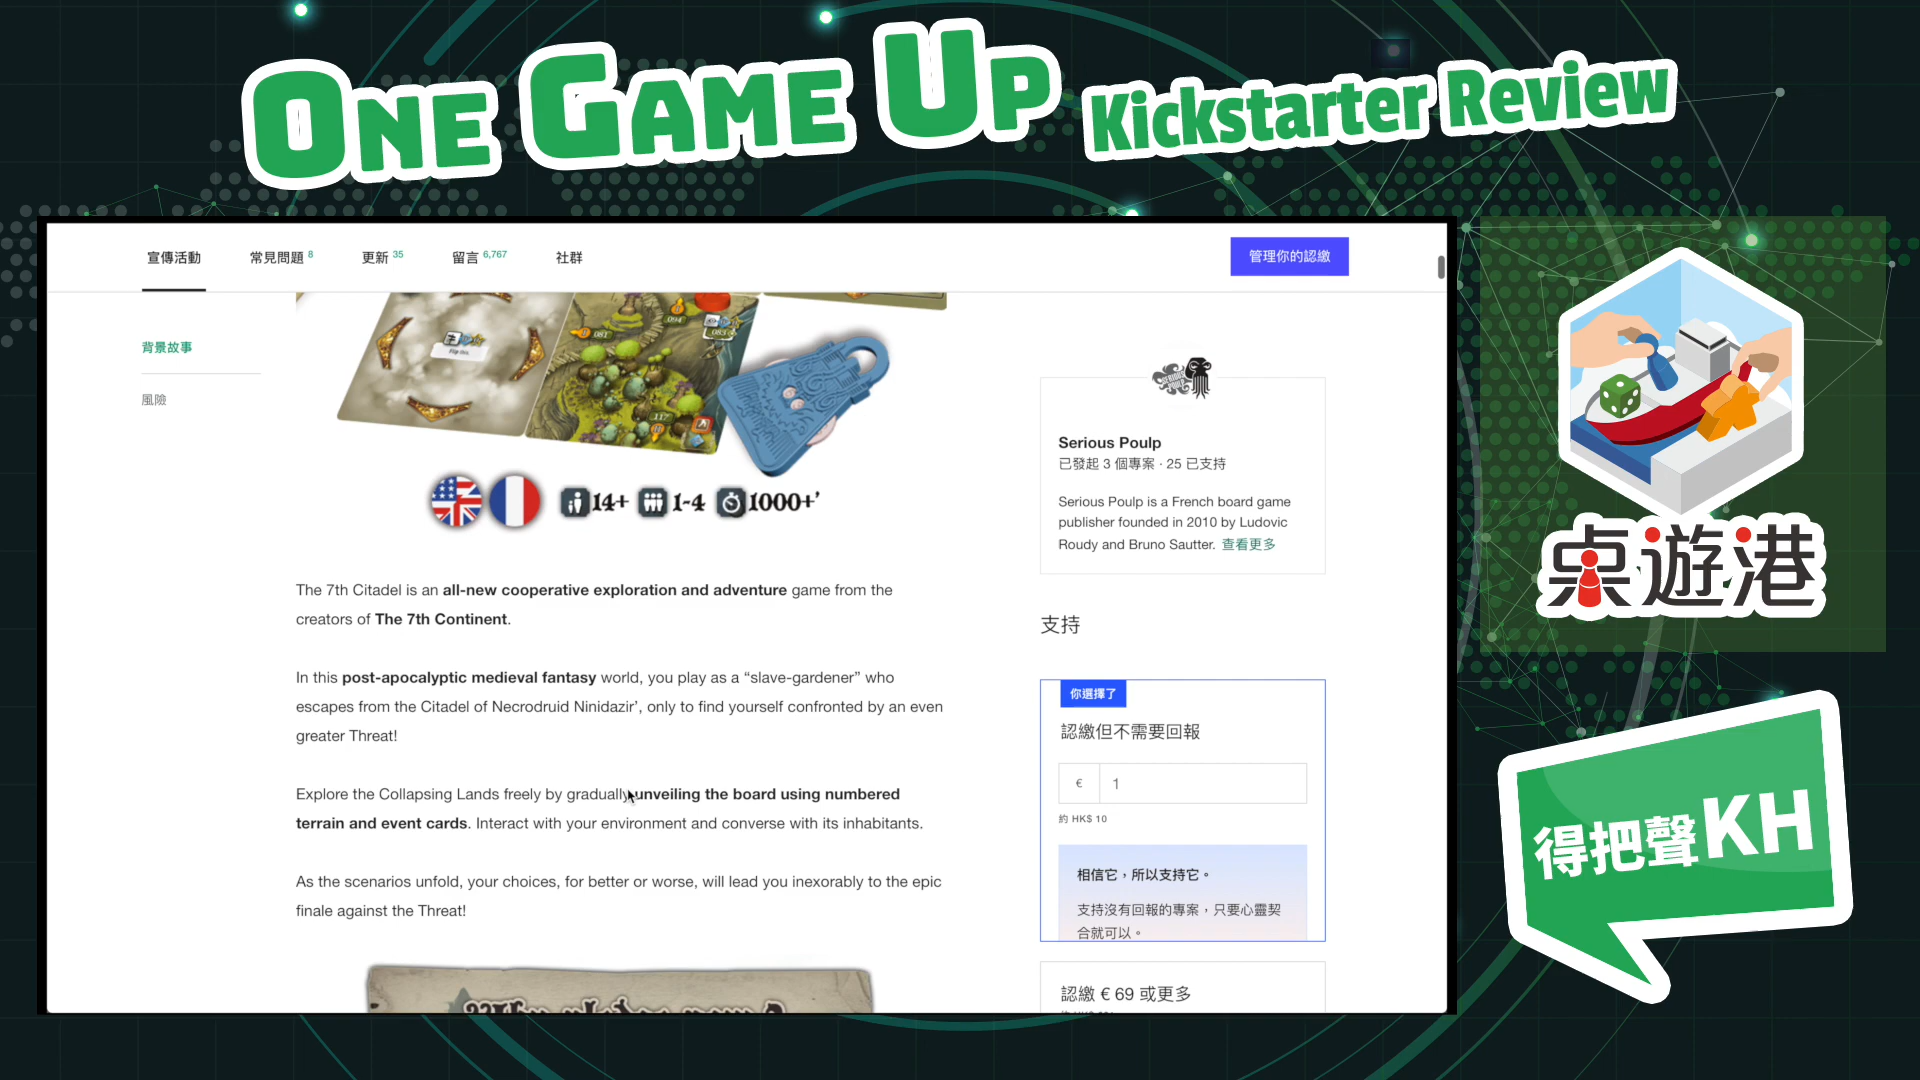 ONE GAME UP Kickstarter Review
宣傳活動 常見問題 8 更新 35 留言 6,767 社群 管理你的認繳
背景故事
風險
Flip this.
081
094
083
117
14+ 1-4 1000+'
The 7th Citadel is an all-new cooperative exploration and adventure game from the
creators of The 7th Continent.
In this post-apocalyptic medieval fantasy world, you play as a “slave-gardener” who
escapes from the Citadel of Necrodruid Ninidazir’, only to find yourself confronted by an even
greater Threat!
Explore the Collapsing Lands freely by gradually unveiling the board using numbered
terrain and event cards. Interact with your environment and converse with its inhabitants.
As the scenarios unfold, your choices, for better or worse, will lead you inexorably to the epic
finale against the Threat!
SERIOUS POULP
Serious Poulp
已發起 3 個專案 · 25 已支持
Serious Poulp is a French board game
publisher founded in 2010 by Ludovic
Roudy and Bruno Sautter. 查看更多
支持
你選擇了
認繳但不需要回報
€ 1
約 HK$ 10
相信它，所以支持它。
支持沒有回報的專案，只要心靈契
合就可以。
認繳 € 69 或更多
桌遊港
得把聲KH